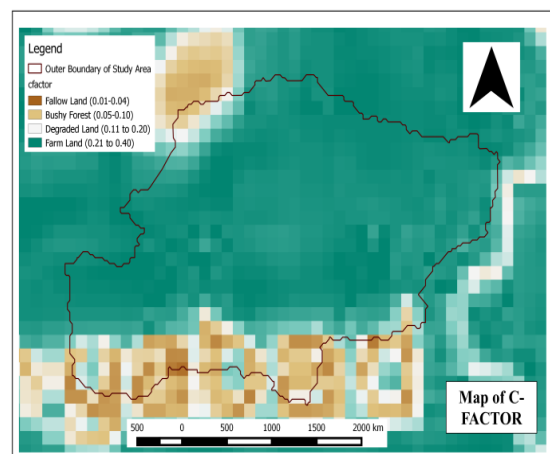 Legend
Outer Boundary of Study Area
cfactor
Fallow Land (0.01-0.04)
Bushy Forest (0.05-0.10)
Degraded Land (0.11 to 0.20)
Farm Land (0.21 to 0.40)
Map of C-
FACTOR
500 0 500 1000 1500 2000 km